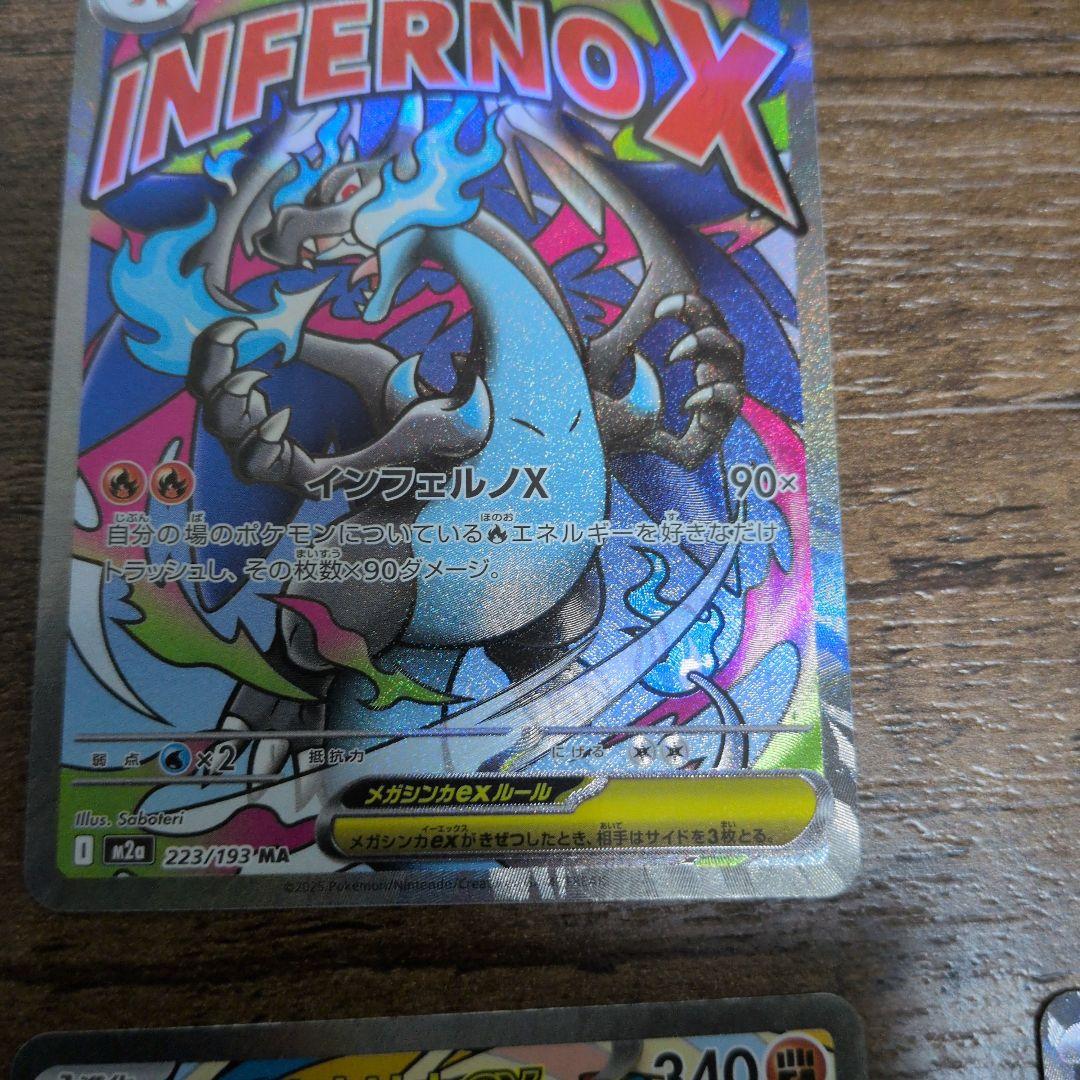 INFERNO X
インフェルノX 90×
自分の場のポケモンについている エネルギーを好きなだけ
トラッシュし、その枚数×90ダメージ。
弱点 ×2 抵抗力 にげる
メガシンカexルール
Illus. Saboteri
メガシンカexがきぜつしたとき、相手はサイドを3枚とる。
I M2a 223/193 MA
©2025 Pokémon/Nintendo/Creatu
340